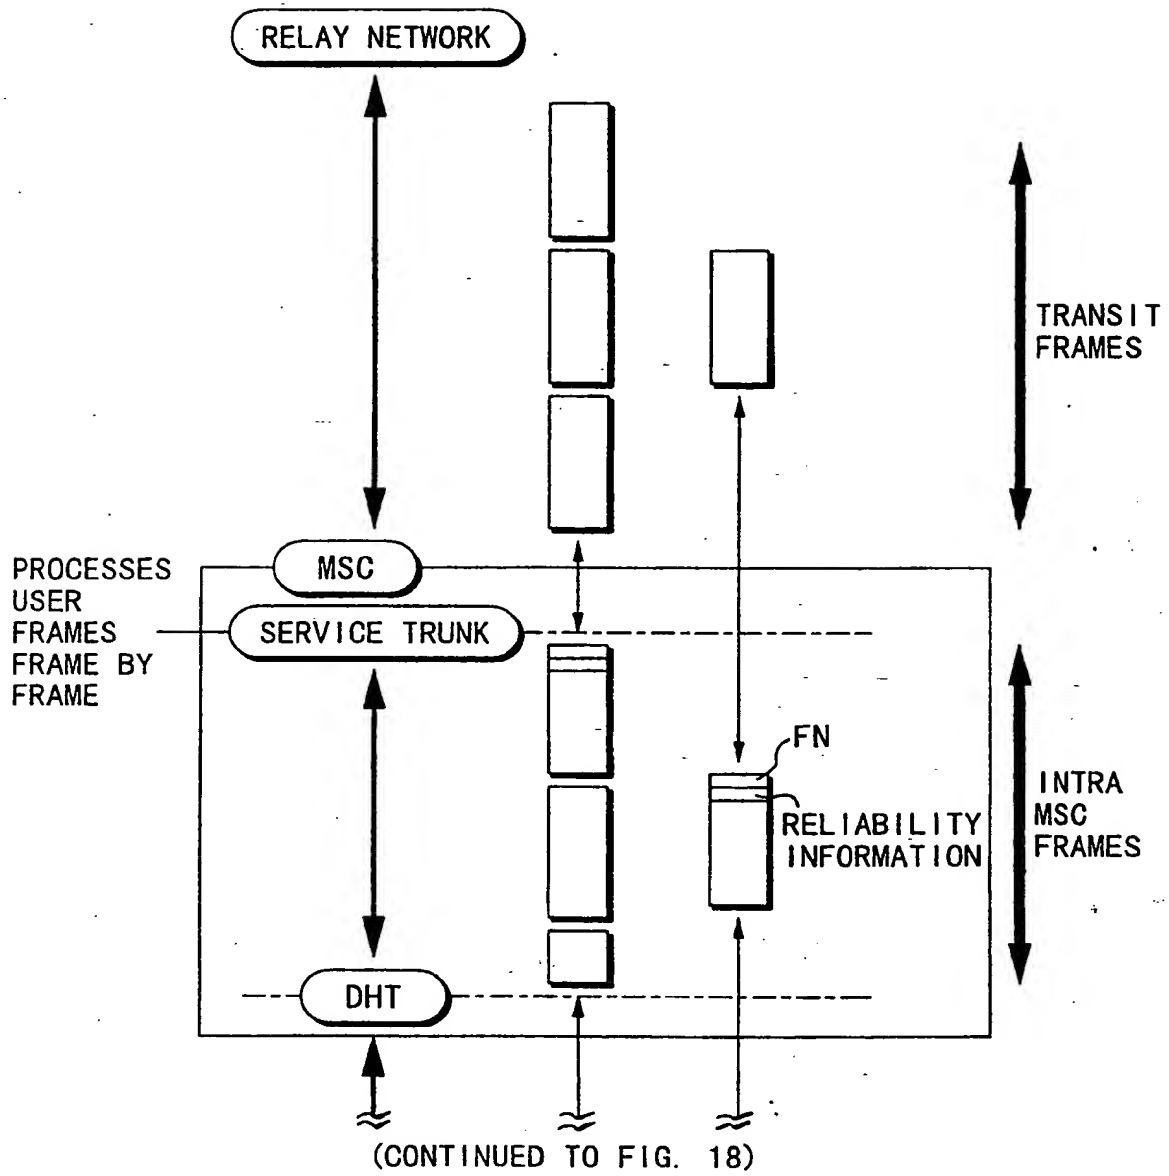 RELAY NETWORK
TRANSIT
FRAMES
MSC
PROCESSES
USER
FRAMES
FRAME BY
FRAME
SERVICE TRUNK
FN
RELIABILITY
INFORMATION
INTRA
MSC
FRAMES
DHT
(CONTINUED TO FIG. 18)